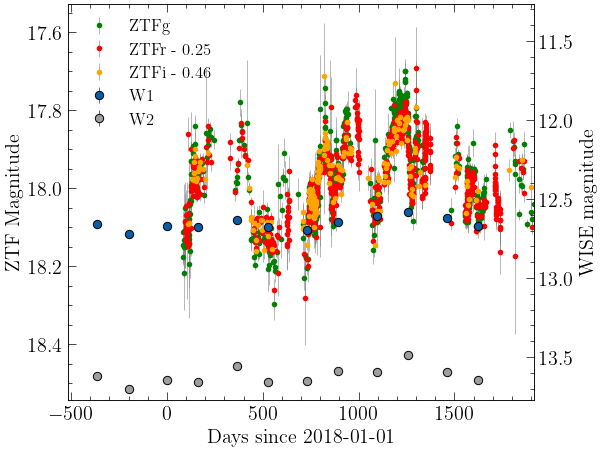 ZTFg
ZTFr - 0.25
ZTFi - 0.46
W1
W2
17.6
17.8
18.0
18.2
18.4
ZTF Magnitude
11.5
12.0
12.5
13.0
13.5
WISE magnitude
−500
0
500
1000
1500
Days since 2018-01-01